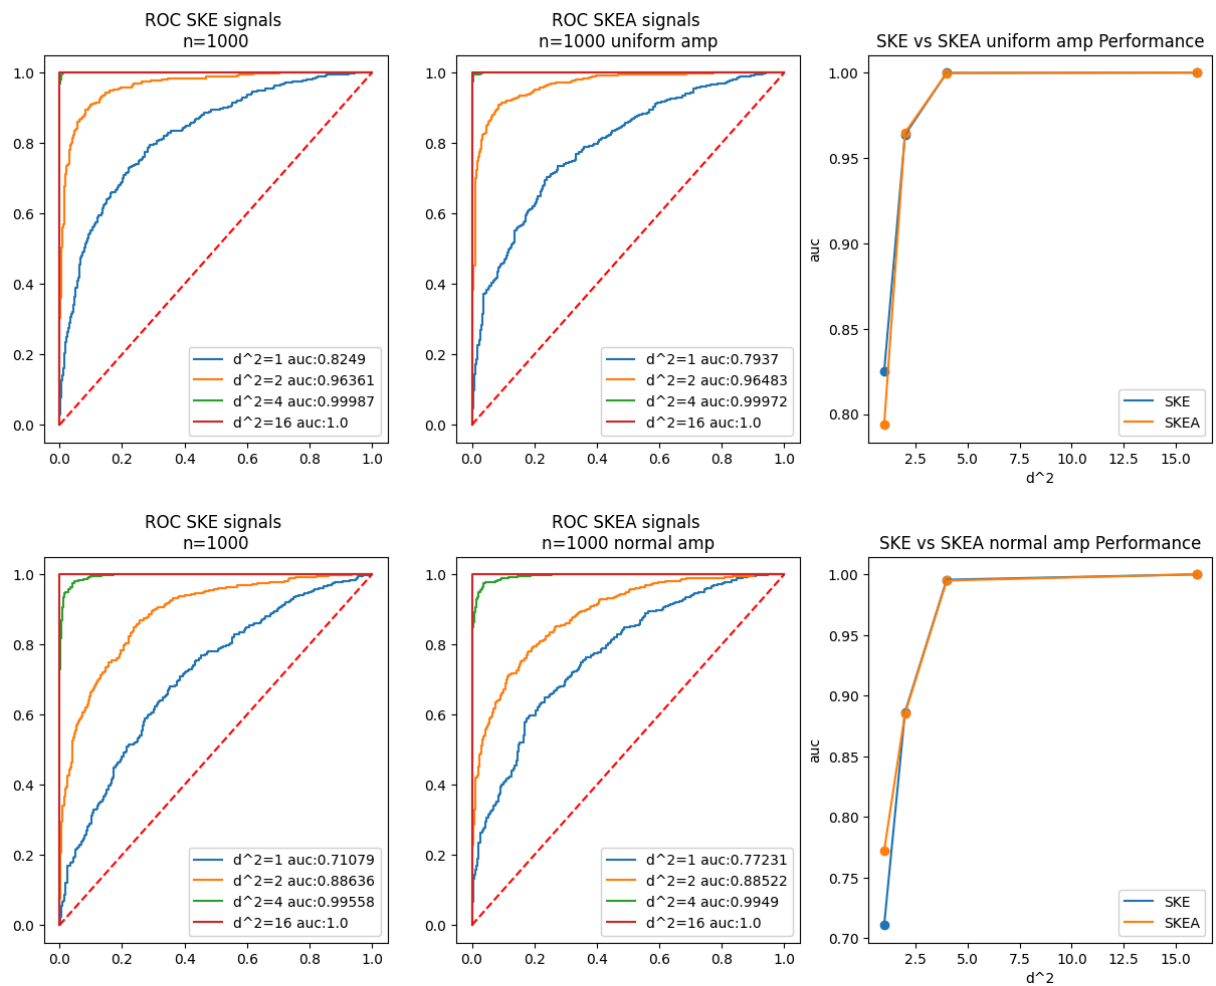 ROC SKE signals
n=1000
1.0
0.8
0.6
0.4
0.2
0.0
0.0 0.2 0.4 0.6 0.8 1.0
d^2=1 auc:0.8249
d^2=2 auc:0.96361
d^2=4 auc:0.99987
d^2=16 auc:1.0
ROC SKEA signals
n=1000 uniform amp
1.0
0.8
0.6
0.4
0.2
0.0
0.0 0.2 0.4 0.6 0.8 1.0
d^2=1 auc:0.7937
d^2=2 auc:0.96483
d^2=4 auc:0.99972
d^2=16 auc:1.0
SKE vs SKEA uniform amp Performance
1.00
0.95
0.90
0.85
0.80
auc
2.5 5.0 7.5 10.0 12.5 15.0
d^2
SKE
SKEA
ROC SKE signals
n=1000
1.0
0.8
0.6
0.4
0.2
0.0
0.0 0.2 0.4 0.6 0.8 1.0
d^2=1 auc:0.71079
d^2=2 auc:0.88636
d^2=4 auc:0.99558
d^2=16 auc:1.0
ROC SKEA signals
n=1000 normal amp
1.0
0.8
0.6
0.4
0.2
0.0
0.0 0.2 0.4 0.6 0.8 1.0
d^2=1 auc:0.77231
d^2=2 auc:0.88522
d^2=4 auc:0.9949
d^2=16 auc:1.0
SKE vs SKEA normal amp Performance
1.00
0.95
0.90
0.85
0.80
0.75
0.70
auc
2.5 5.0 7.5 10.0 12.5 15.0
d^2
SKE
SKEA